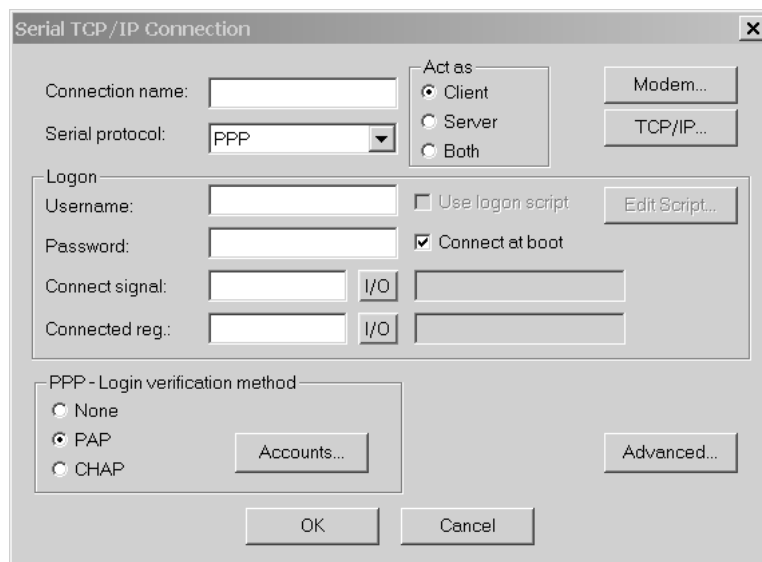 Serial TCP/IP Connection
Connection name:
Serial protocol:
PPP
Act as
Client
Server
Both
Modem...
TCP/IP...
Logon
Username:
Use logon script
Edit Script...
Password:
Connect at boot
Connect signal:
I/O
Connected reg.:
I/O
PPP - Login verification method
None
PAP
CHAP
Accounts...
Advanced...
OK
Cancel